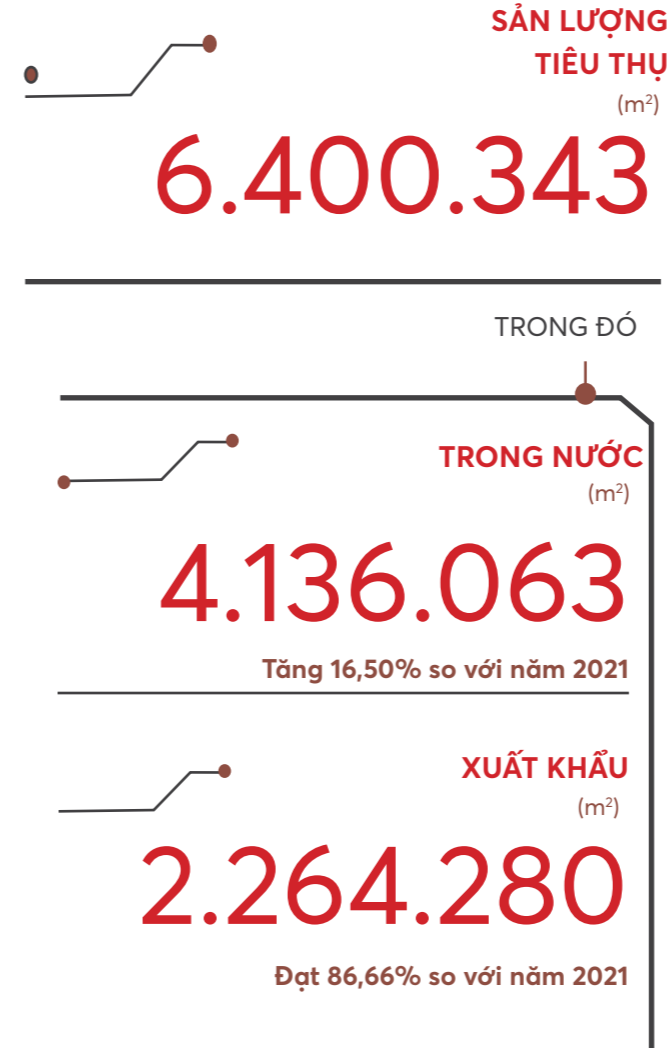 SẢN LƯỢNG
TIÊU THỤ
(m²)
6.400.343
TRONG ĐÓ
TRONG NƯỚC
(m²)
4.136.063
Tăng 16,50% so với năm 2021
XUẤT KHẨU
(m²)
2.264.280
Đạt 86,66% so với năm 2021